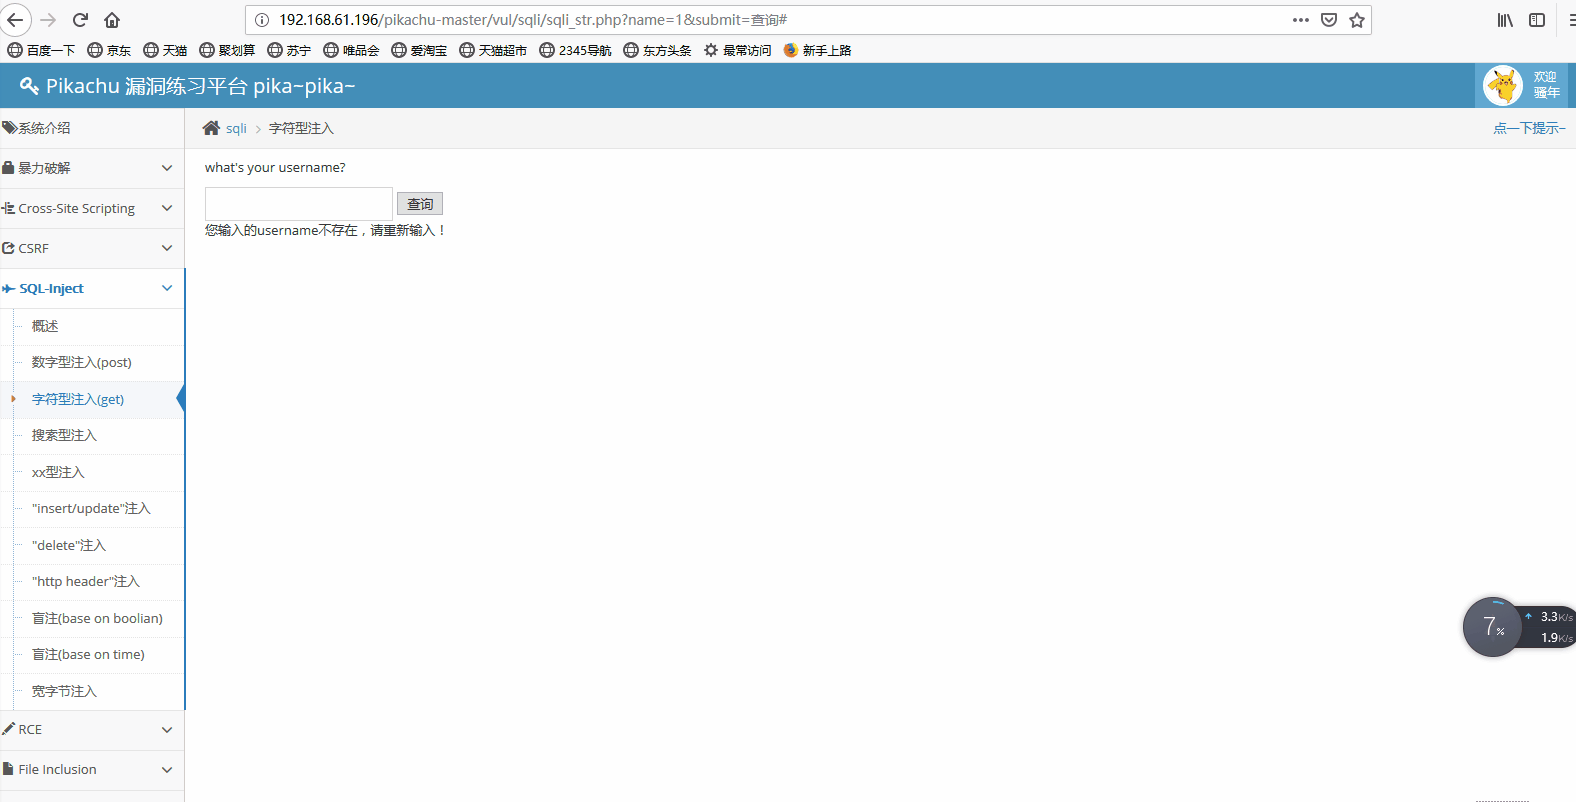 192.168.61.196/pikachu-master/vul/sqli/sqli_str.php?name=1&submit=查询#
百度一下 京东 天猫 聚划算 苏宁 唯品会 爱淘宝 天猫超市 2345导航 东方头条 最常访问 新手上路
Pikachu 漏洞练习平台 pika~pika~
欢迎
骚年
系统介绍
sqli > 字符型注入
点一下提示~
暴力破解
what's your username?
查询
您输入的username不存在，请重新输入！
Cross-Site Scripting
CSRF
SQL-Inject
概述
数字型注入(post)
字符型注入(get)
搜索型注入
xx型注入
"insert/update"注入
"delete"注入
"http header"注入
盲注(base on boolian)
盲注(base on time)
宽字节注入
RCE
File Inclusion
7%
3.3K/s
1.9K/s